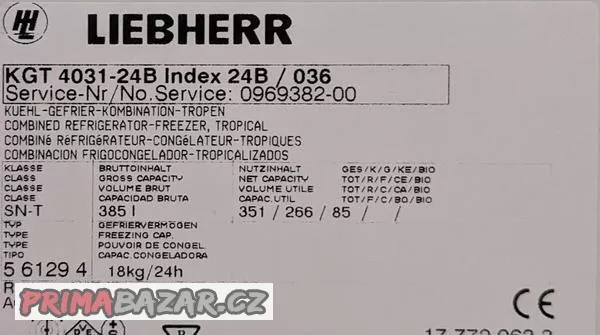 LIEBHERR
KGT 4031-24B Index 24B / 036
Service-Nr/No.Service: 0969382-00
KUEHL-GEFRIER-KOMBINATION-TROPEN
COMBINED REFRIGERATOR-FREEZER, TROPICAL
COMBINé RéFRIGéRATEUR-CONGéLATEUR-TROPIQUES
COMBINACION FRIGOCONGELADOR-TROPICALIZADOS
KLASSE BRUTTOINHALT NUTZINHALT GES/K/G/KE/BIO
CLASS GROSS CAPACITY NET CAPACITY TOT/R/F/CE/BIO
CLASSE VOLUME BRUT VOLUME UTILE TOT/R/C/CA/BIO
CLASE CAPACIDAD BRUTA CAPAC.UTIL TOT/F/C/BO/BIO
SN-T 385 l 351 / 266 / 85 / /
TYP GEFRIERVERMÖGEN
TYPE FREEZING CAP.
TYPE POUVOIR DE CONGEL.
TIPO CAPAC.CONGELADORA
5 6129 4 18kg/24h
PRIMABAZAR.CZ
CE